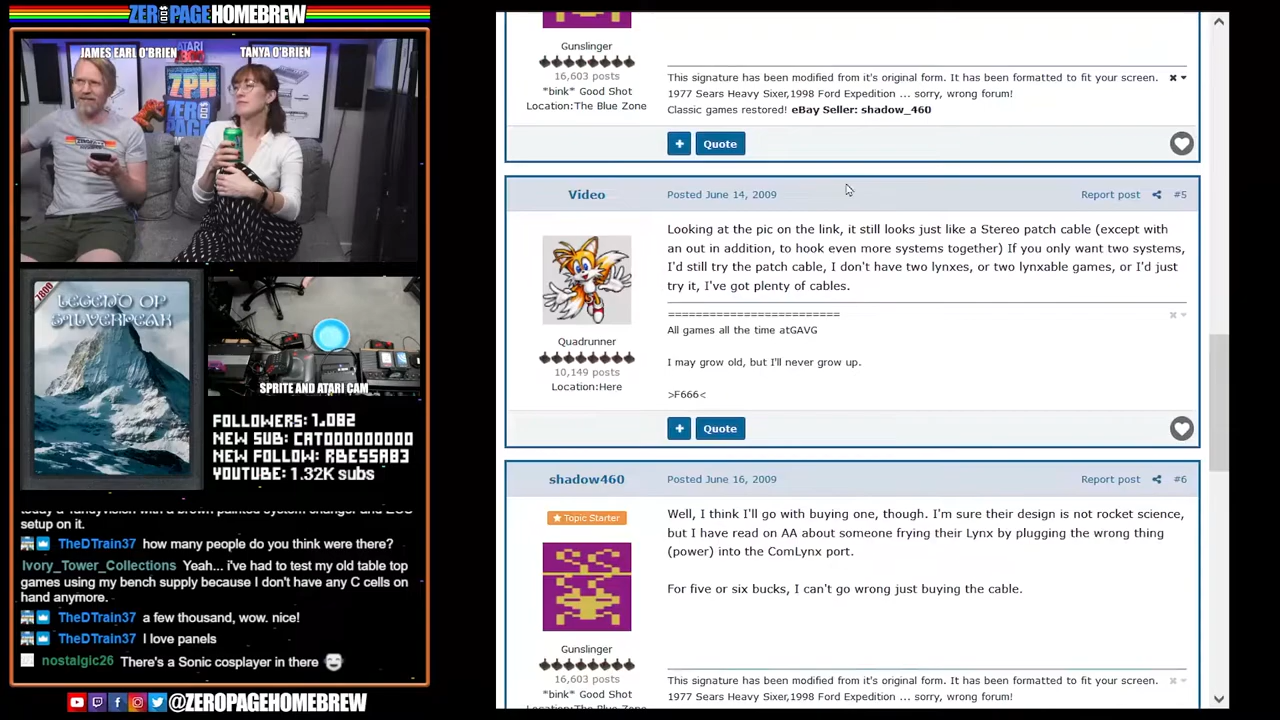 ZERO PAGE HOMEBREW
JAMES EARL O'BRIEN
TANYA O'BRIEN
ATARI
ZPH
ZERO
PAGE
7800
LEGEND OF
SILVERPEAK
SPRITE AND ATARI CAM
FOLLOWERS: 1,082
NEW SUB: CATOOOOOOOOO
NEW FOLLOW: RBESSA83
YOUTUBE: 1.32K subs
setup on it.
TheDTrain37 how many people do you think were there?
Ivory_Tower_Collections Yeah... i've had to test my old table top
games using my bench supply because I don't have any C cells on
hand anymore.
TheDTrain37 a few thousand, wow. nice!
TheDTrain37 I love panels
nostalgic26 There's a Sonic cosplayer in there
@ZEROPAGEHOMEBREW
Gunslinger
16,603 posts
*bink* Good Shot
Location:The Blue Zone
This signature has been modified from it's original form. It has been formatted to fit your screen.
1977 Sears Heavy Sixer,1998 Ford Expedition ... sorry, wrong forum!
Classic games restored! eBay Seller: shadow_460
+ Quote
Video
Posted June 14, 2009
Report post #5
Quadrunner
10,149 posts
Location:Here
Looking at the pic on the link, it still looks just like a Stereo patch cable (except with
an out in addition, to hook even more systems together) If you only want two systems,
I'd still try the patch cable, I don't have two lynxes, or two lynxable games, or I'd just
try it, I've got plenty of cables.
==========================
All games all the time atGAVG
I may grow old, but I'll never grow up.
>F666<
+ Quote
shadow460
Posted June 16, 2009
Report post #6
Topic Starter
Gunslinger
16,603 posts
*bink* Good Shot
Well, I think I'll go with buying one, though. I'm sure their design is not rocket science,
but I have read on AA about someone frying their Lynx by plugging the wrong thing
(power) into the ComLynx port.
For five or six bucks, I can't go wrong just buying the cable.
This signature has been modified from it's original form. It has been formatted to fit your screen.
1977 Sears Heavy Sixer,1998 Ford Expedition ... sorry, wrong forum!